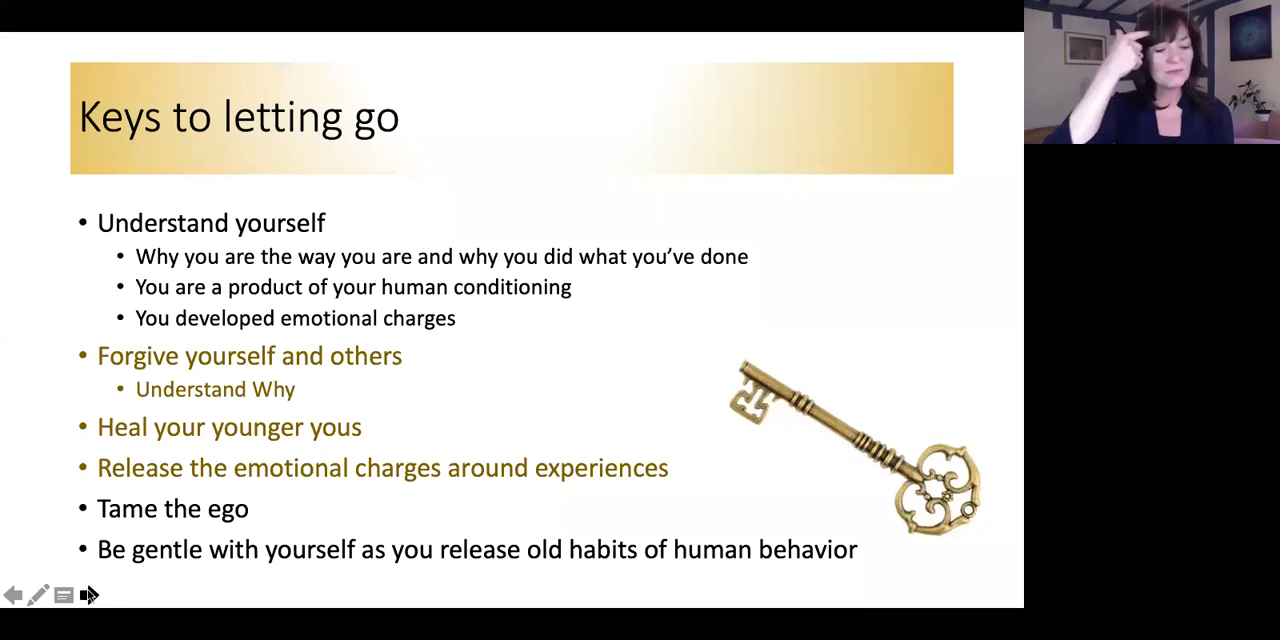 Keys to letting go
• Understand yourself
• Why you are the way you are and why you did what you’ve done
• You are a product of your human conditioning
• You developed emotional charges
• Forgive yourself and others
• Understand Why
• Heal your younger yous
• Release the emotional charges around experiences
• Tame the ego
• Be gentle with yourself as you release old habits of human behavior